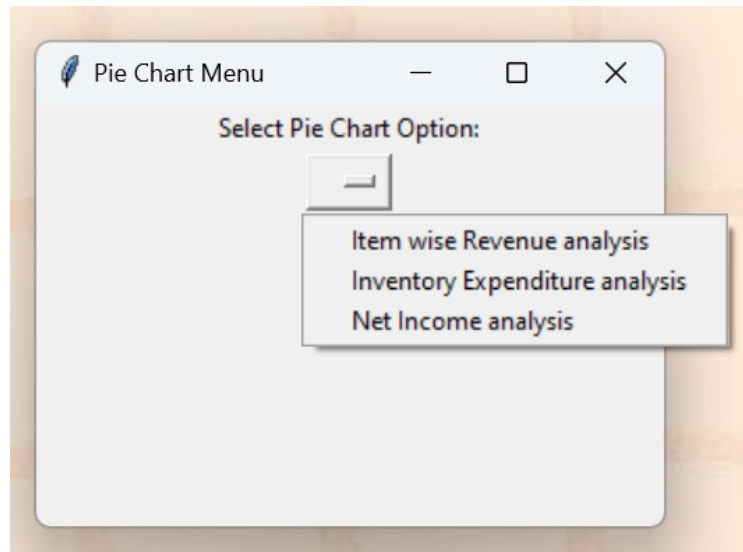 Pie Chart Menu
Select Pie Chart Option:
Item wise Revenue analysis
Inventory Expenditure analysis
Net Income analysis